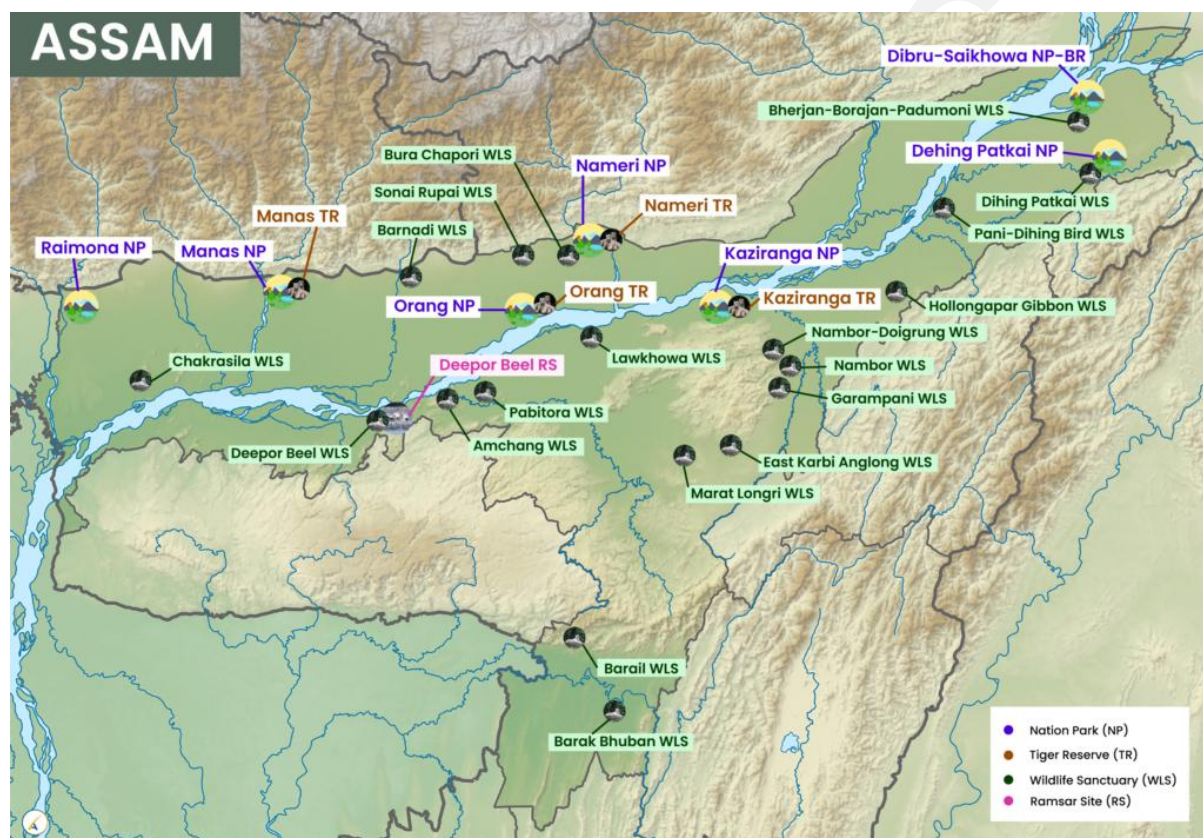 ASSAM
Dibru-Saikhowa NP-BR
Bherjan-Borajan-Padumoni WLS
Bura Chapori WLS
Nameri NP
Dehing Patkai NP
Sonai Rupai WLS
Nameri TR
Dihing Patkai WLS
Manas TR
Barnadi WLS
Pani-Dihing Bird WLS
Raimona NP
Manas NP
Kaziranga NP
Orang NP
Orang TR
Kaziranga TR
Hollongapar Gibbon WLS
Nambor-Doigrung WLS
Lawkhowa WLS
Chakrasila WLS
Deepor Beel RS
Nambor WLS
Garampani WLS
Pabitora WLS
Amchang WLS
Deepor Beel WLS
East Karbi Anglong WLS
Marat Longri WLS
Barail WLS
Barak Bhuban WLS
Nation Park (NP)
Tiger Reserve (TR)
Wildlife Sanctuary (WLS)
Ramsar Site (RS)